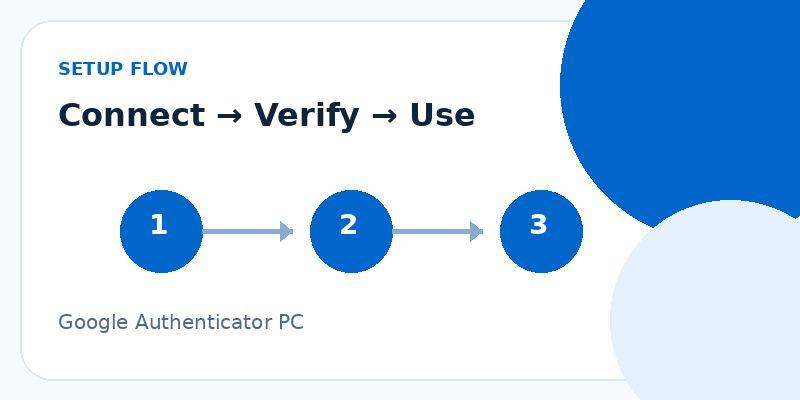 SETUP FLOW
Connect → Verify → Use
1 2 3
Google Authenticator PC